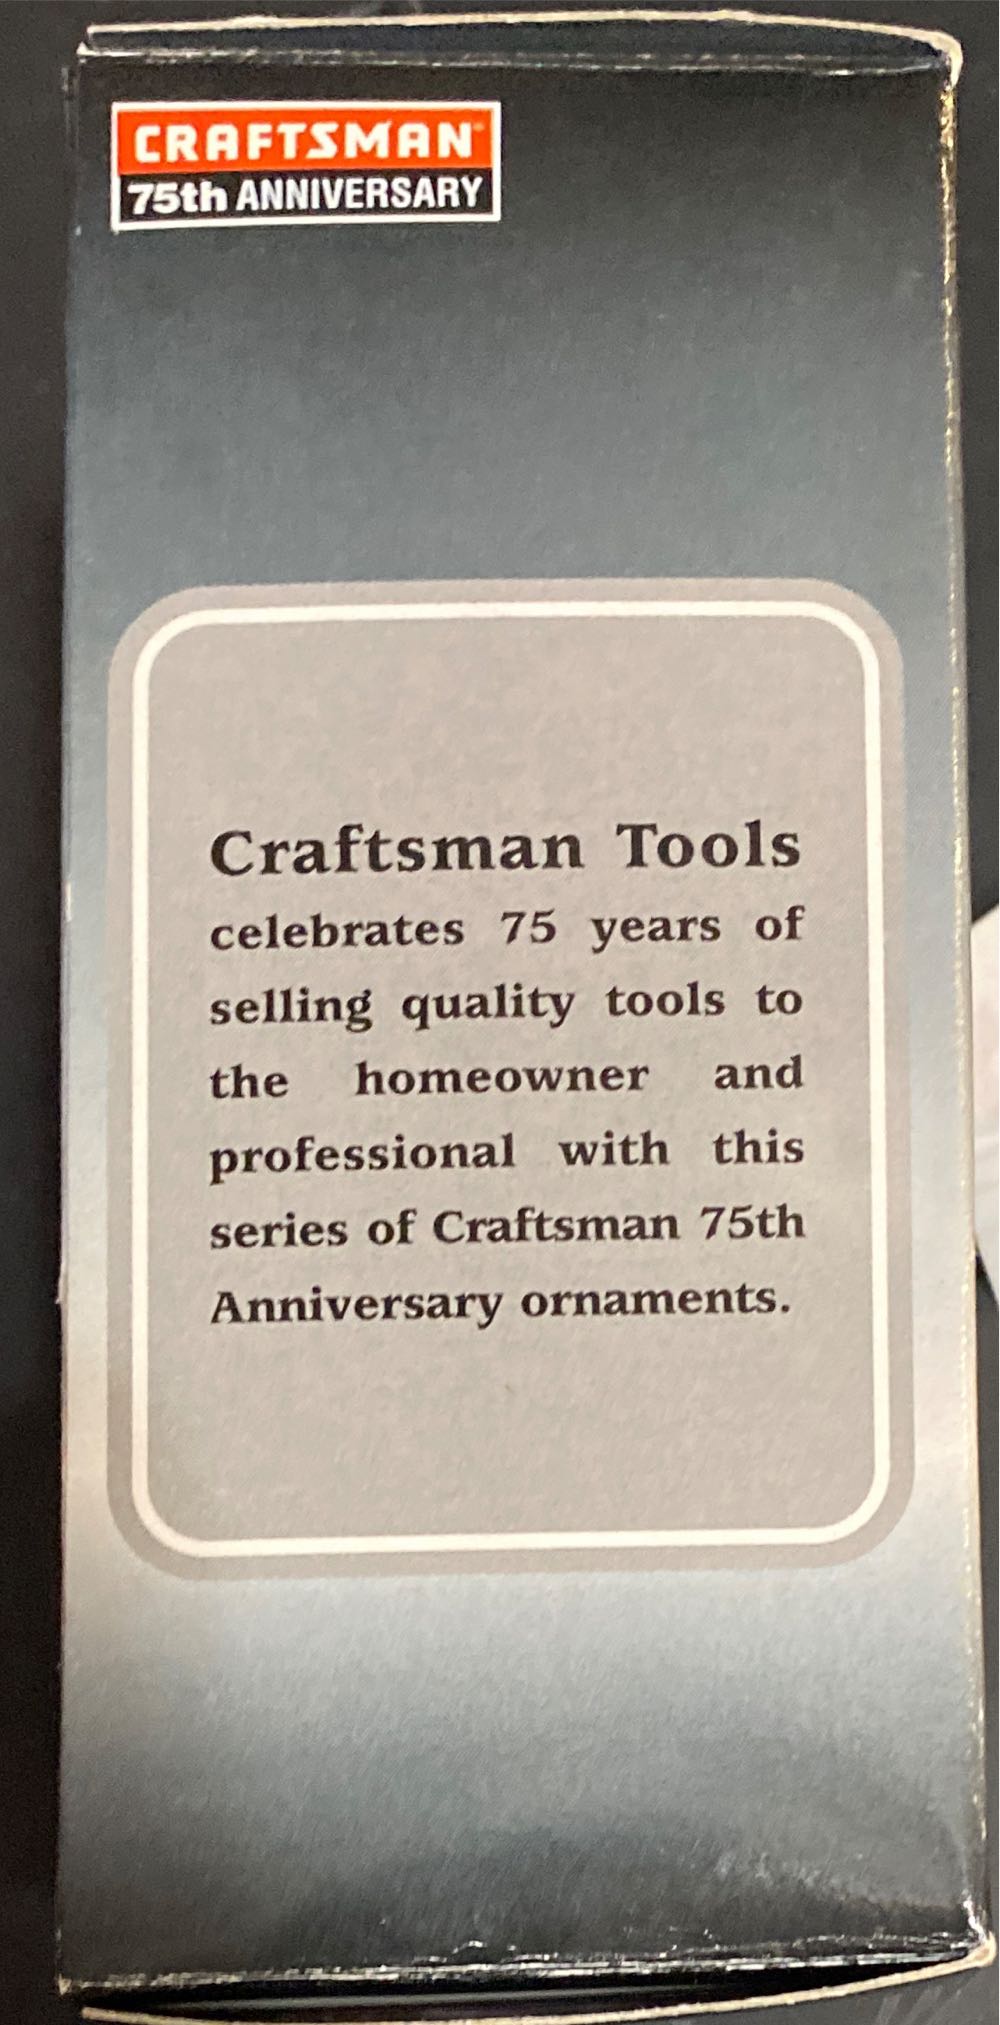 CRAFTSMAN
75th ANNIVERSARY
Craftsman Tools
celebrates 75 years of
selling quality tools to
the homeowner and
professional with this
series of Craftsman 75th
Anniversary ornaments.